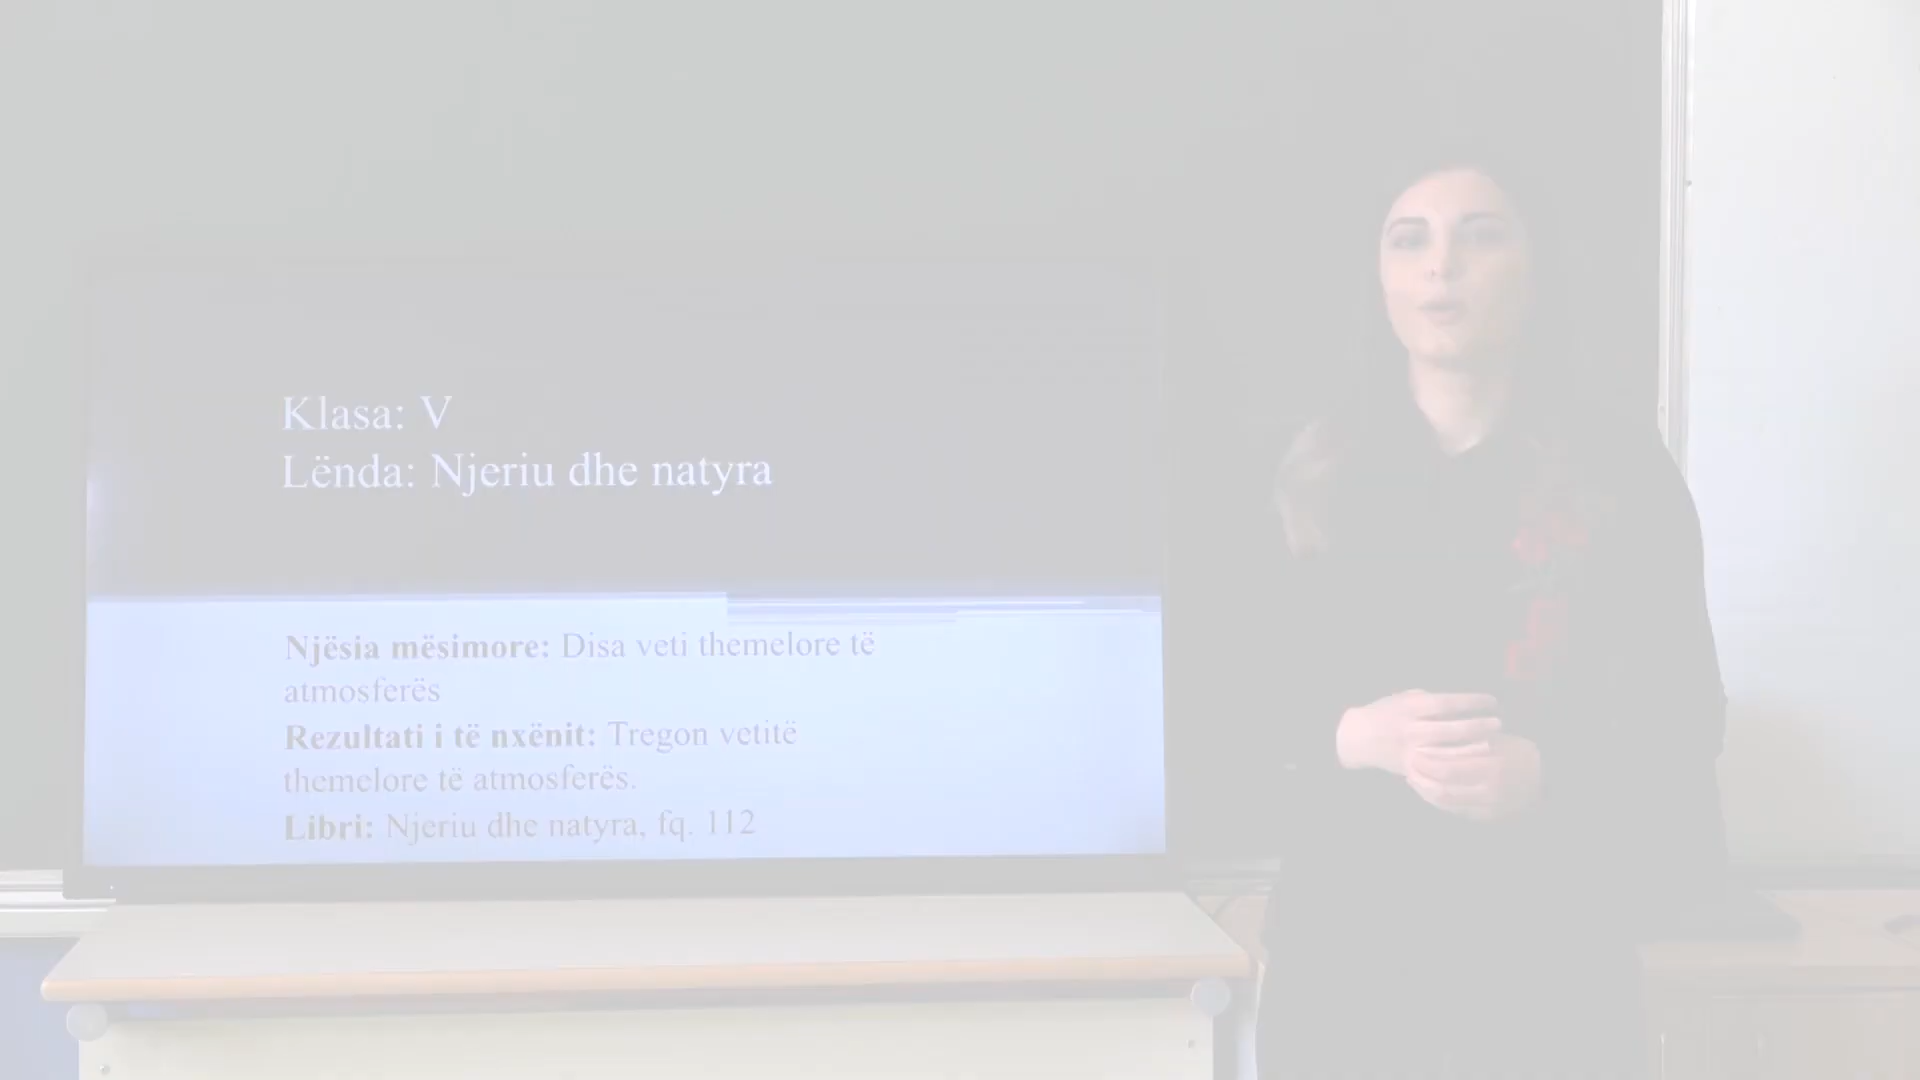 Klasa: V
Lënda: Njeriu dhe natyra
Njësia mësimore: Disa veti themelore të
atmosferës
Rezultati i të nxënit: Tregon vetitë
themelore të atmosferës.
Libri: Njeriu dhe natyra, fq. 112